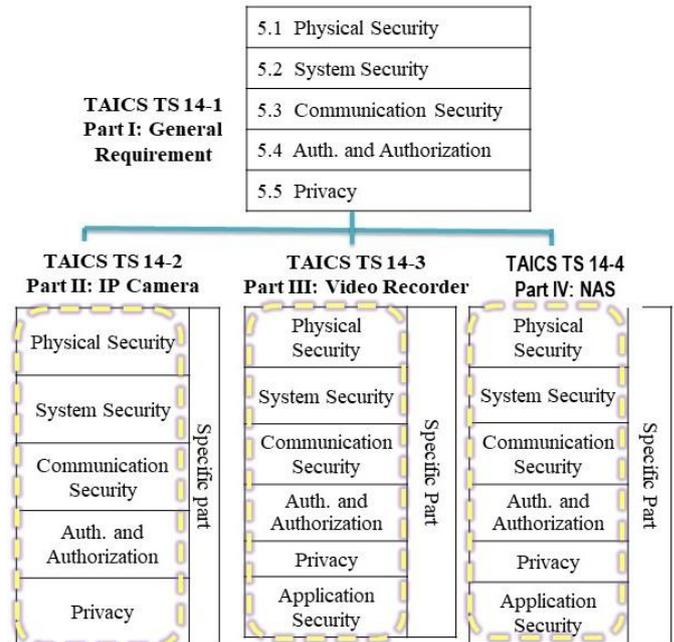 TAICS TS 14-1
Part I: General
Requirement
5.1 Physical Security
5.2 System Security
5.3 Communication Security
5.4 Auth. and Authorization
5.5 Privacy
TAICS TS 14-2
Part II: IP Camera
Physical Security
System Security
Communication
Security
Auth. and
Authorization
Privacy
Specific part
TAICS TS 14-3
Part III: Video Recorder
Physical
Security
System Security
Communication
Security
Auth. and
Authorization
Privacy
Application
Security
Specific Part
TAICS TS 14-4
Part IV: NAS
Physical
Security
System Security
Communication
Security
Auth. and
Authorization
Privacy
Application
Security
Specific Part